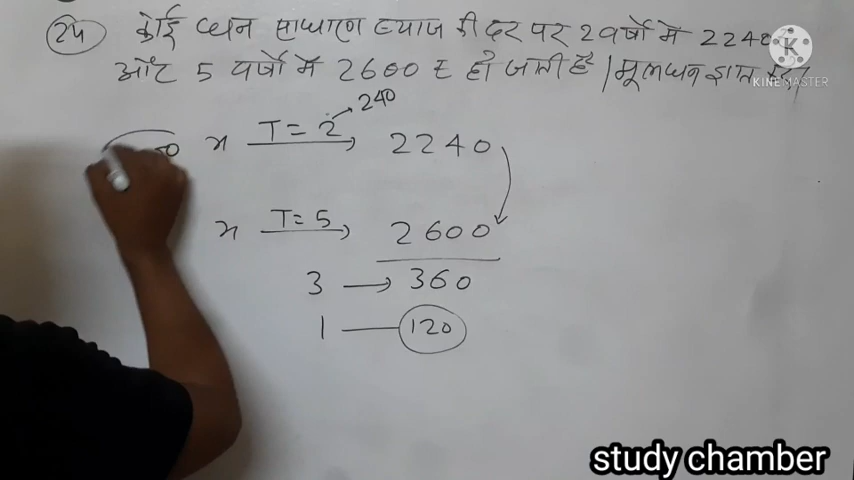 24 कोई धन साधारण ब्याज की दर पर 2 वर्षों में 2240
और 5 वर्षों में 2600 ₹ हो जाती है / मूलधन ज्ञात
KINEMASTER
240
x T = 2 → 2240
x T = 5 → 2600
3 → 360
1 — 120
study chamber